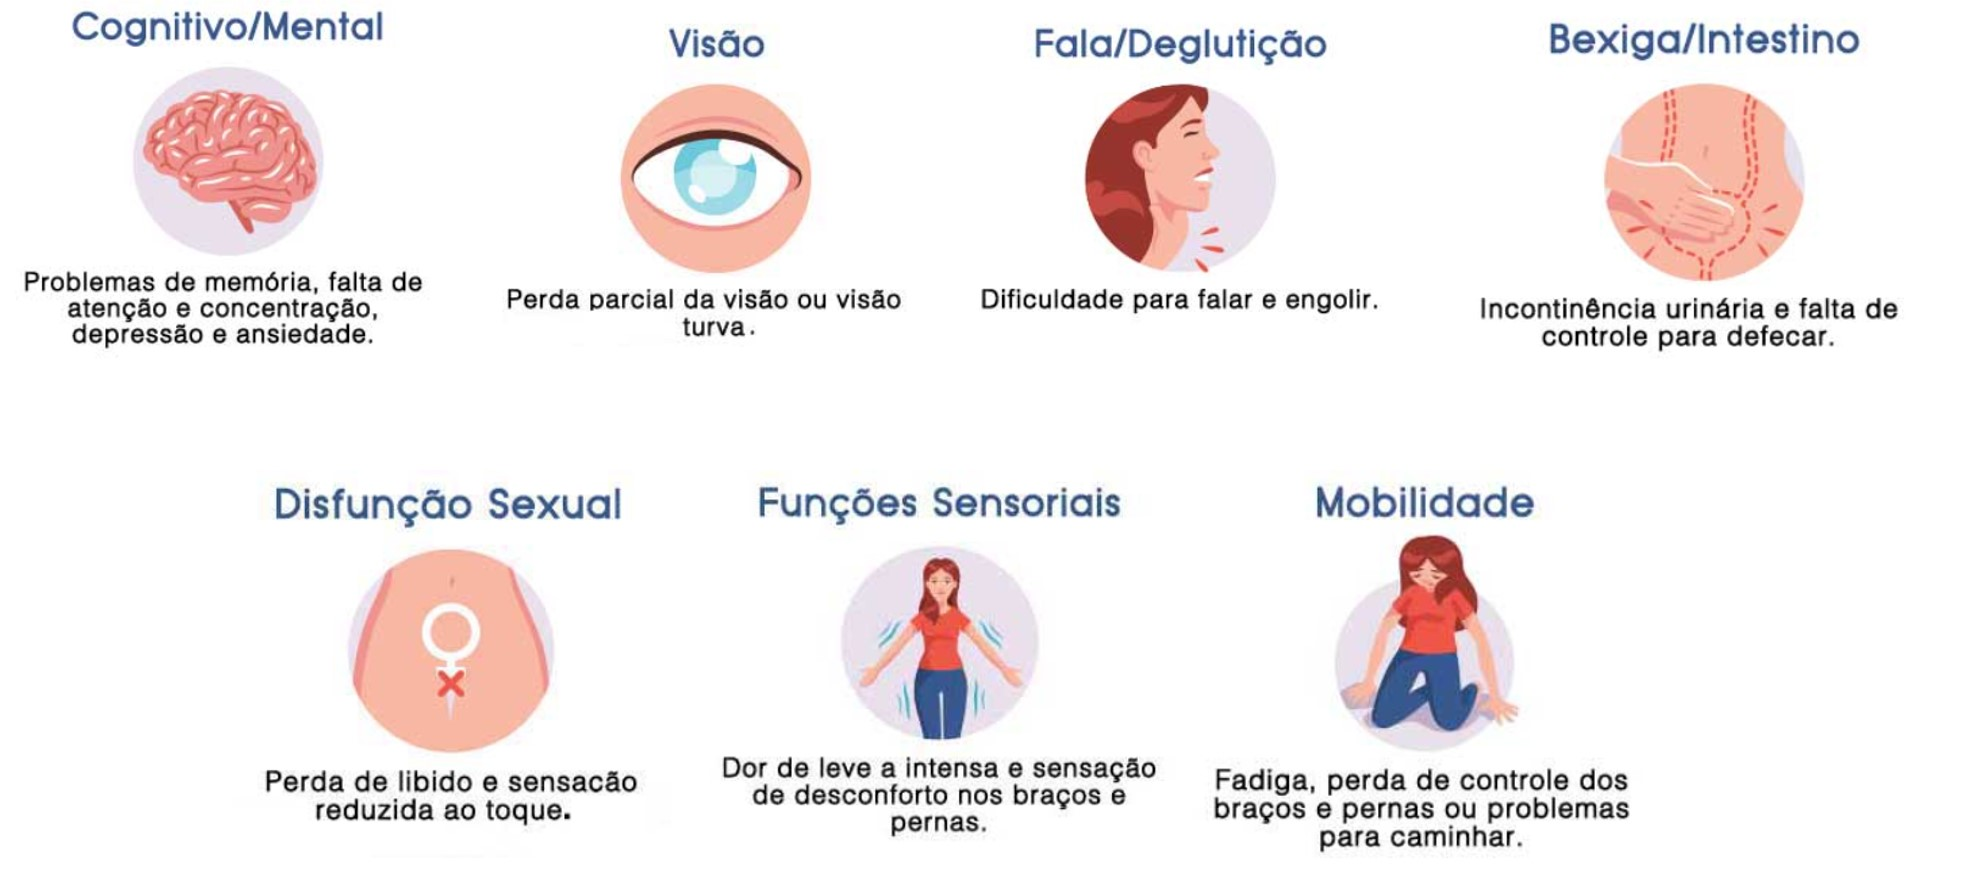 Cognitivo/Mental
Problemas de memória, falta de
atenção e concentração,
depressão e ansiedade.
Visão
Perda parcial da visão ou visão
turva.
Fala/Deglutição
Dificuldade para falar e engolir.
Bexiga/Intestino
Incontinência urinária e falta de
controle para defecar.
Disfunção Sexual
Perda de libido e sensacão
reduzida ao toque.
Funções Sensoriais
Dor de leve a intensa e sensação
de desconforto nos braços e
pernas.
Mobilidade
Fadiga, perda de controle dos
braços e pernas ou problemas
para caminhar.